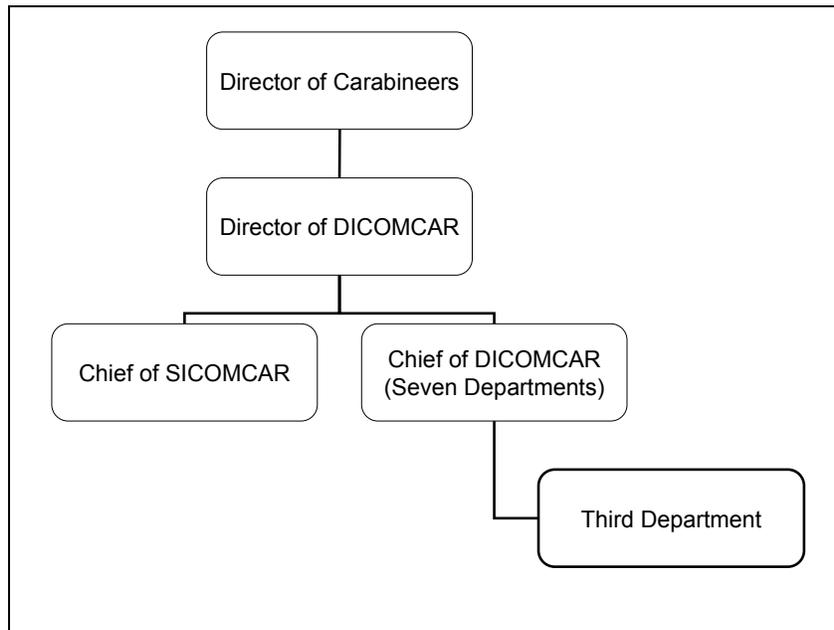 Director of Carabineers
Director of DICOMCAR
Chief of SICOMCAR
Chief of DICOMCAR
(Seven Departments)
Third Department